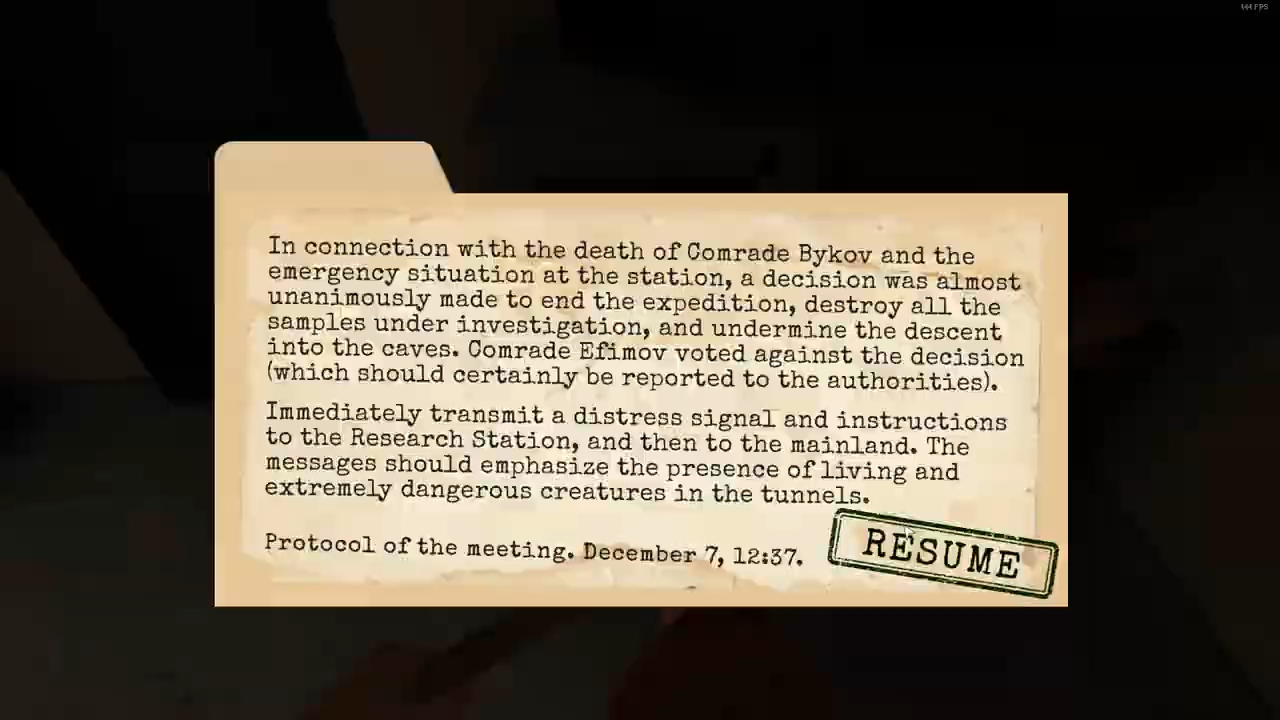 144 FPS
In connection with the death of Comrade Bykov and the
emergency situation at the station, a decision was almost
unanimously made to end the expedition, destroy all the
samples under investigation, and undermine the descent
into the caves. Comrade Efimov voted against the decision
(which should certainly be reported to the authorities).
Immediately transmit a distress signal and instructions
to the Research Station, and then to the mainland. The
messages should emphasize the presence of living and
extremely dangerous creatures in the tunnels.
Protocol of the meeting. December 7, 12:37.
RESUME